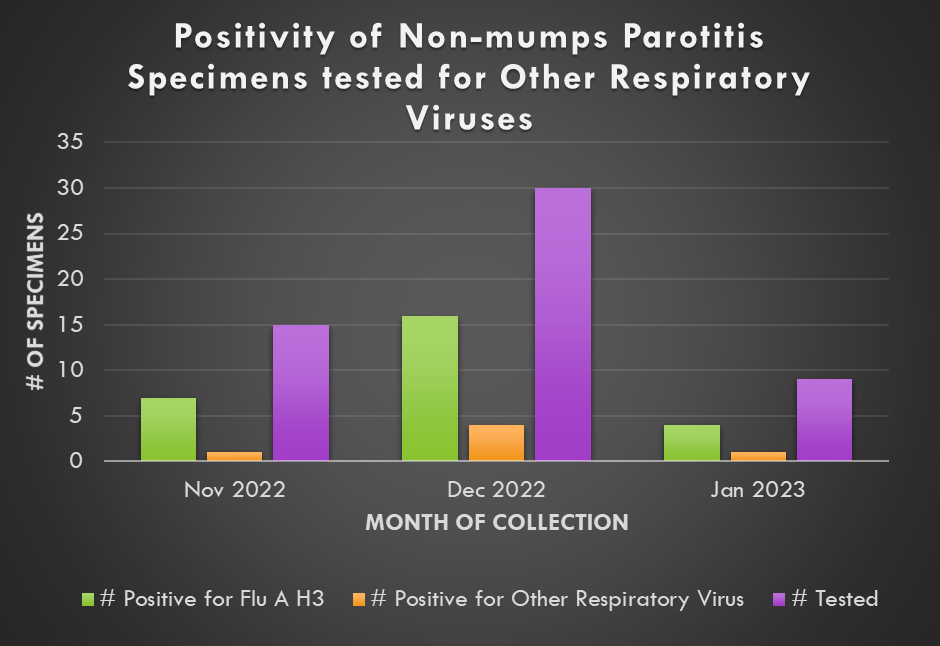 Positivity of Non-mumps Parotitis
Specimens tested for Other Respiratory
Viruses
35
30
25
20
15
10
5
0
# OF SPECIMENS
Nov 2022 Dec 2022 Jan 2023
MONTH OF COLLECTION
# Positive for Flu A H3 # Positive for Other Respiratory Virus # Tested